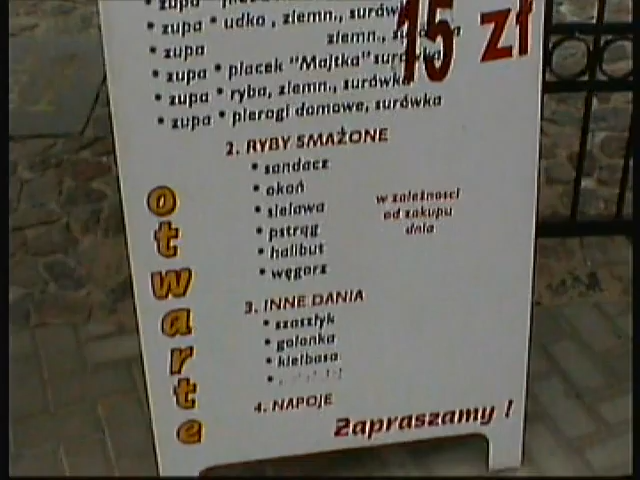 zupa
* zupa * udko , ziemn., surówka
15 zł
* zupa ziemn.,
* zupa * placek "Majtka" surówka
* zupa * ryba, ziemn., surówka
* zupa * pierogi domowe, surówka
2. RYBY SMAŻONE
* sandacz
* okoń
* sielawa
* pstrąg
* halibut
* węgorz
w zależności
od zakupu
dnia
otwarte
3. INNE DANIA
* szaszłyk
* golonka
* kiełbasa
4. NAPOJE
Zapraszamy !